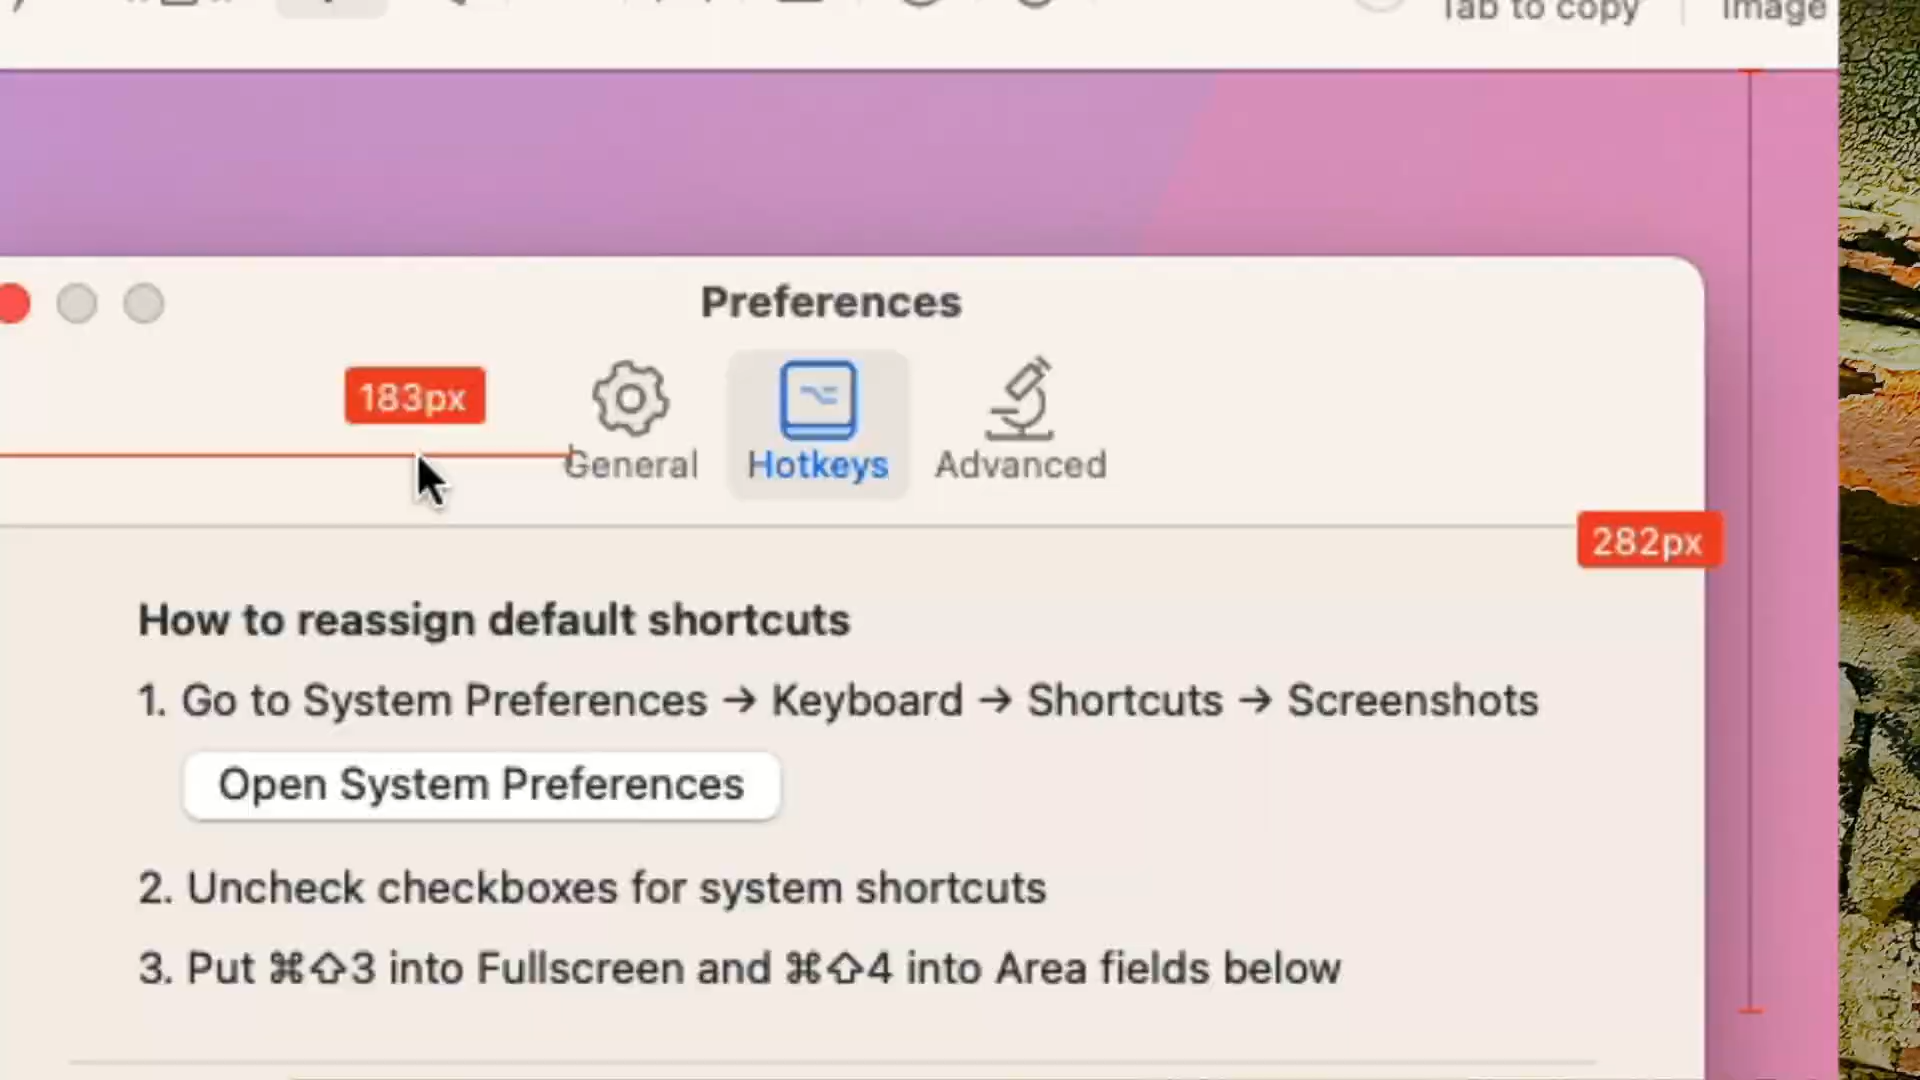 Tab to copy
Image
Preferences
183px
General
Hotkeys
Advanced
282px
How to reassign default shortcuts
1. Go to System Preferences → Keyboard → Shortcuts → Screenshots
Open System Preferences
2. Uncheck checkboxes for system shortcuts
3. Put ⌘⇧3 into Fullscreen and ⌘⇧4 into Area fields below